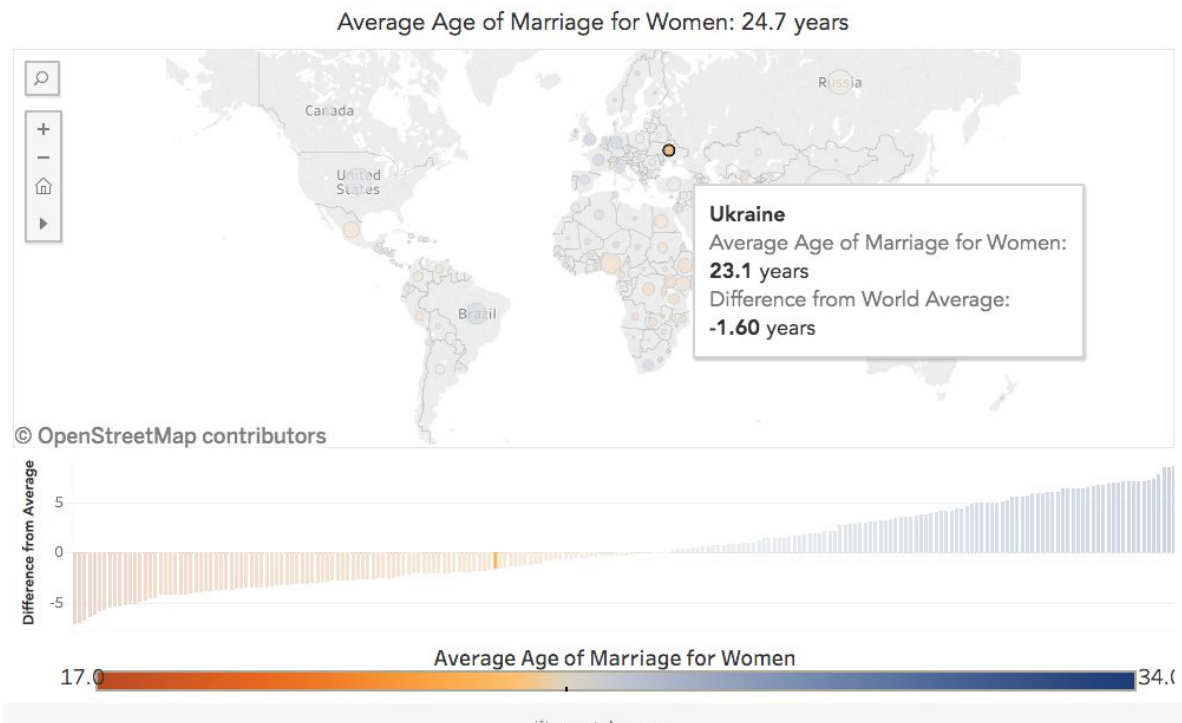 Average Age of Marriage for Women: 24.7 years
Canada
Russia
United
States
Brazil
Ukraine
Average Age of Marriage for Women:
23.1 years
Difference from World Average:
-1.60 years
© OpenStreetMap contributors
Difference from Average
5
0
-5
Average Age of Marriage for Women
17.0
34.0